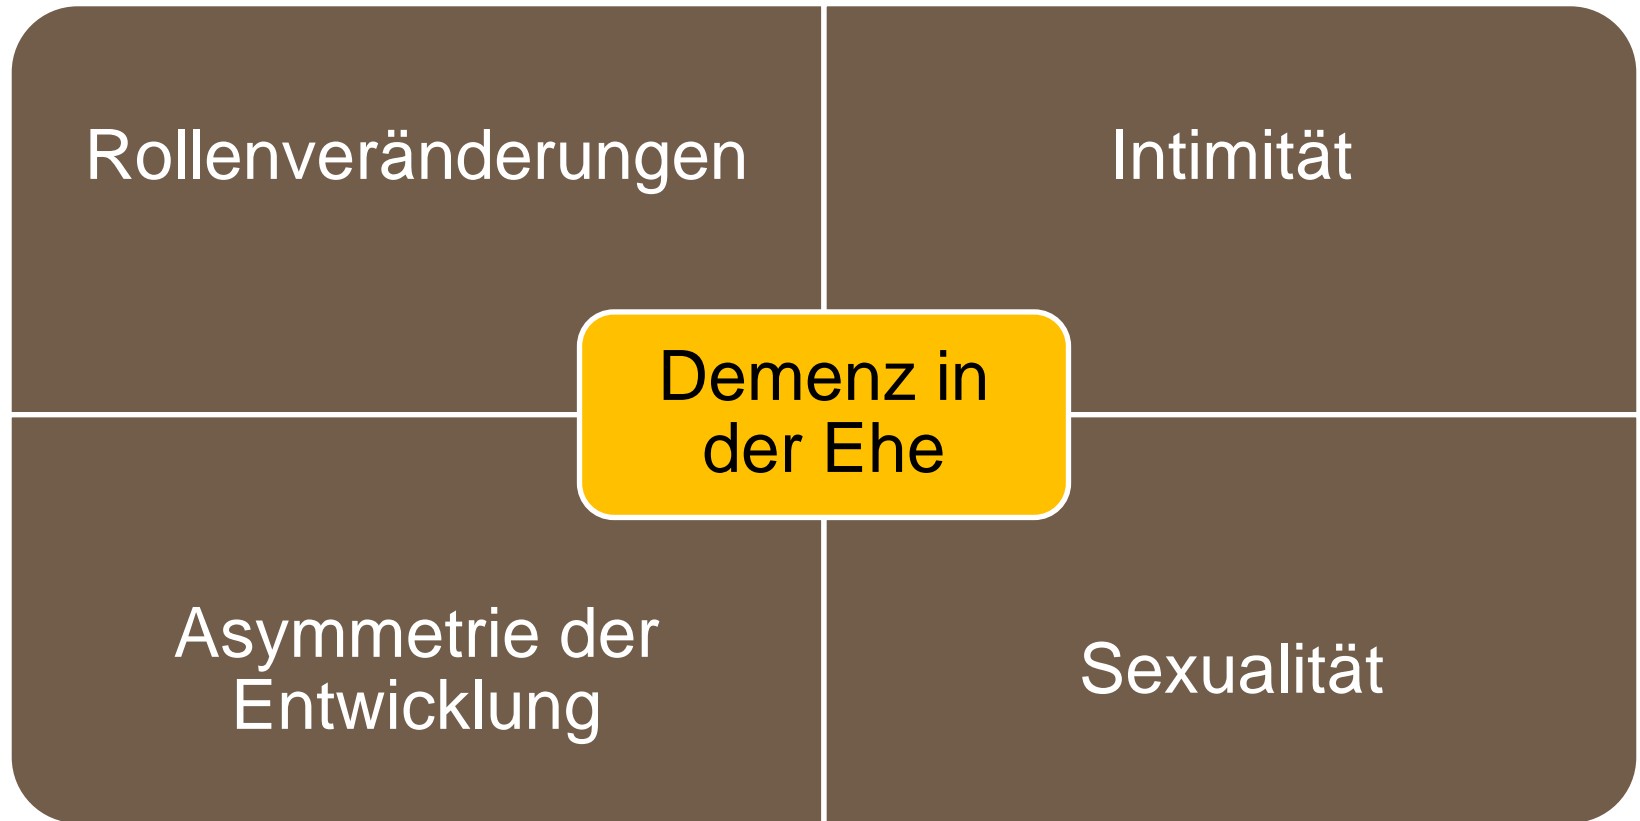 Rollenveränderungen
Intimität
Demenz in
der Ehe
Asymmetrie der
Entwicklung
Sexualität